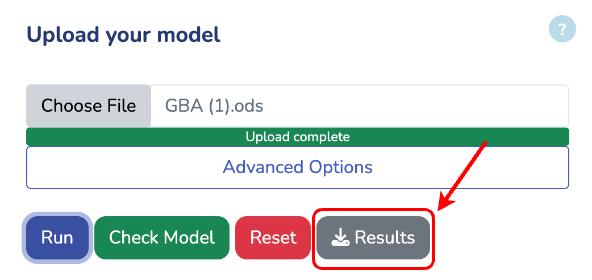 Upload your model
?
Choose File GBA (1).ods
Upload complete
Advanced Options
Run Check Model Reset Results